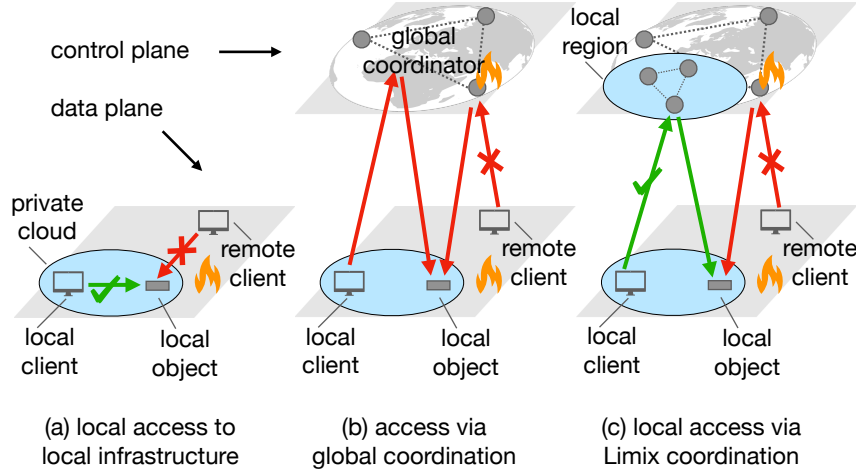 control plane
data plane
private
cloud
remote
client
local
client
local
object
(a) local access to
local infrastructure
global
coordinator
remote
client
local
client
local
object
(b) access via
global coordination
local
region
remote
client
local
client
local
object
(c) local access via
Limix coordination